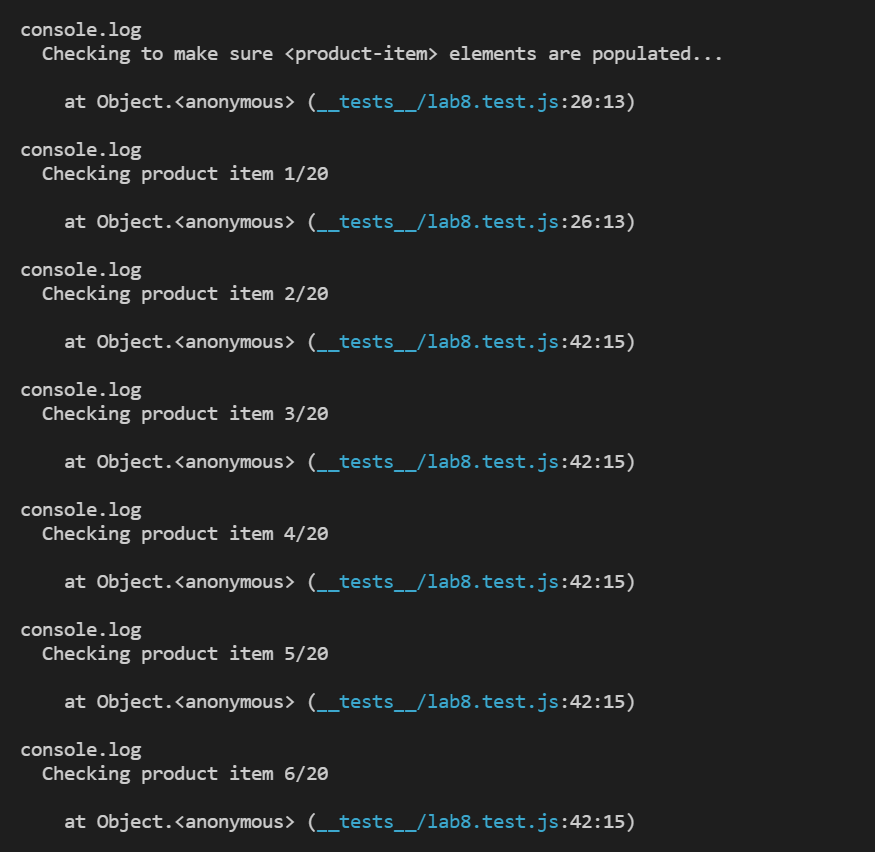 console.log
Checking to make sure <product-item> elements are populated...
at Object.<anonymous> (__tests__/lab8.test.js:20:13)
console.log
Checking product item 1/20
at Object.<anonymous> (__tests__/lab8.test.js:26:13)
console.log
Checking product item 2/20
at Object.<anonymous> (__tests__/lab8.test.js:42:15)
console.log
Checking product item 3/20
at Object.<anonymous> (__tests__/lab8.test.js:42:15)
console.log
Checking product item 4/20
at Object.<anonymous> (__tests__/lab8.test.js:42:15)
console.log
Checking product item 5/20
at Object.<anonymous> (__tests__/lab8.test.js:42:15)
console.log
Checking product item 6/20
at Object.<anonymous> (__tests__/lab8.test.js:42:15)